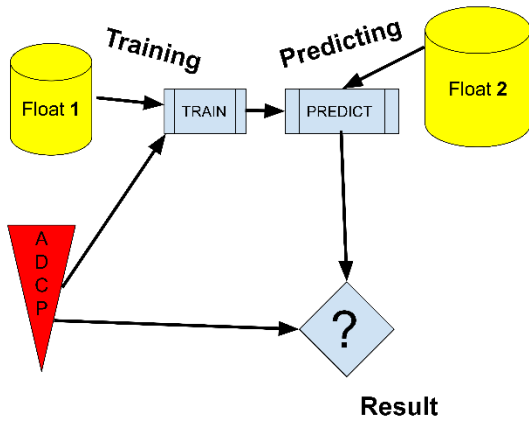 Training
Predicting
Float 1
TRAIN
PREDICT
Float 2
A
D
C
P
?
Result